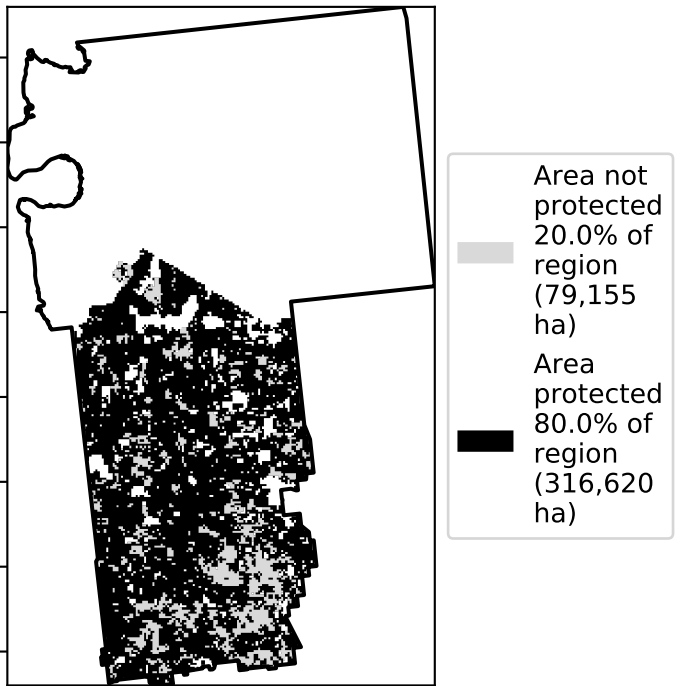 Area not
protected
20.0% of
region
(79,155
ha)
Area
protected
80.0% of
region
(316,620
ha)